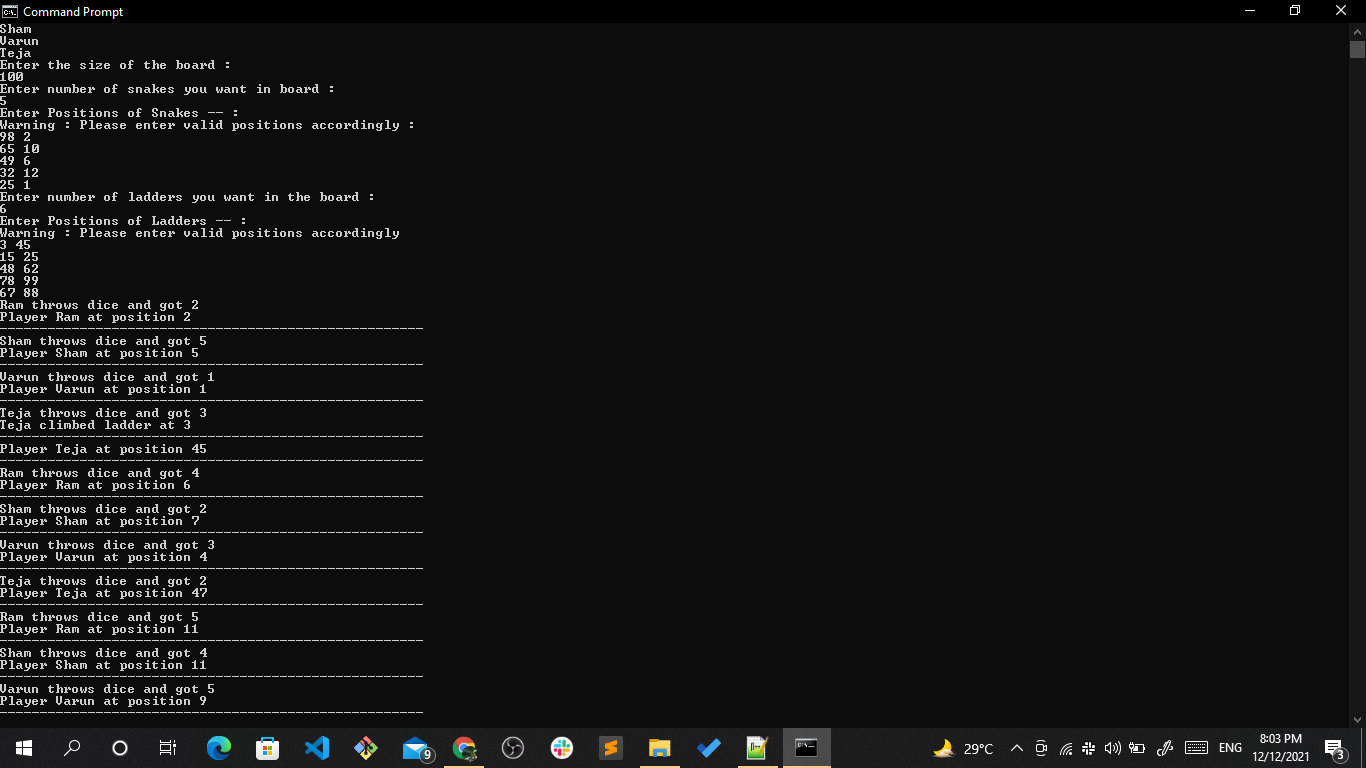 Command Prompt
Sham
Varun
Teja
Enter the size of the board :
100
Enter number of snakes you want in board :
5
Enter Positions of Snakes -- :
Warning : Please enter valid positions accordingly :
98 2
65 10
49 6
32 12
25 1
Enter number of ladders you want in the board :
6
Enter Positions of Ladders -- :
Warning : Please enter valid positions accordingly
3 45
15 25
48 62
78 99
67 88
Ram throws dice and got 2
Player Ram at position 2
-----------------------------------------------------
Sham throws dice and got 5
Player Sham at position 5
-----------------------------------------------------
Varun throws dice and got 1
Player Varun at position 1
-----------------------------------------------------
Teja throws dice and got 3
Teja climbed ladder at 3
-----------------------------------------------------
Player Teja at position 45
-----------------------------------------------------
Ram throws dice and got 4
Player Ram at position 6
-----------------------------------------------------
Sham throws dice and got 2
Player Sham at position 7
-----------------------------------------------------
Varun throws dice and got 3
Player Varun at position 4
-----------------------------------------------------
Teja throws dice and got 2
Player Teja at position 47
-----------------------------------------------------
Ram throws dice and got 5
Player Ram at position 11
-----------------------------------------------------
Sham throws dice and got 4
Player Sham at position 11
-----------------------------------------------------
Varun throws dice and got 5
Player Varun at position 9
-----------------------------------------------------
9
29°C
ENG
8:03 PM
12/12/2021
3